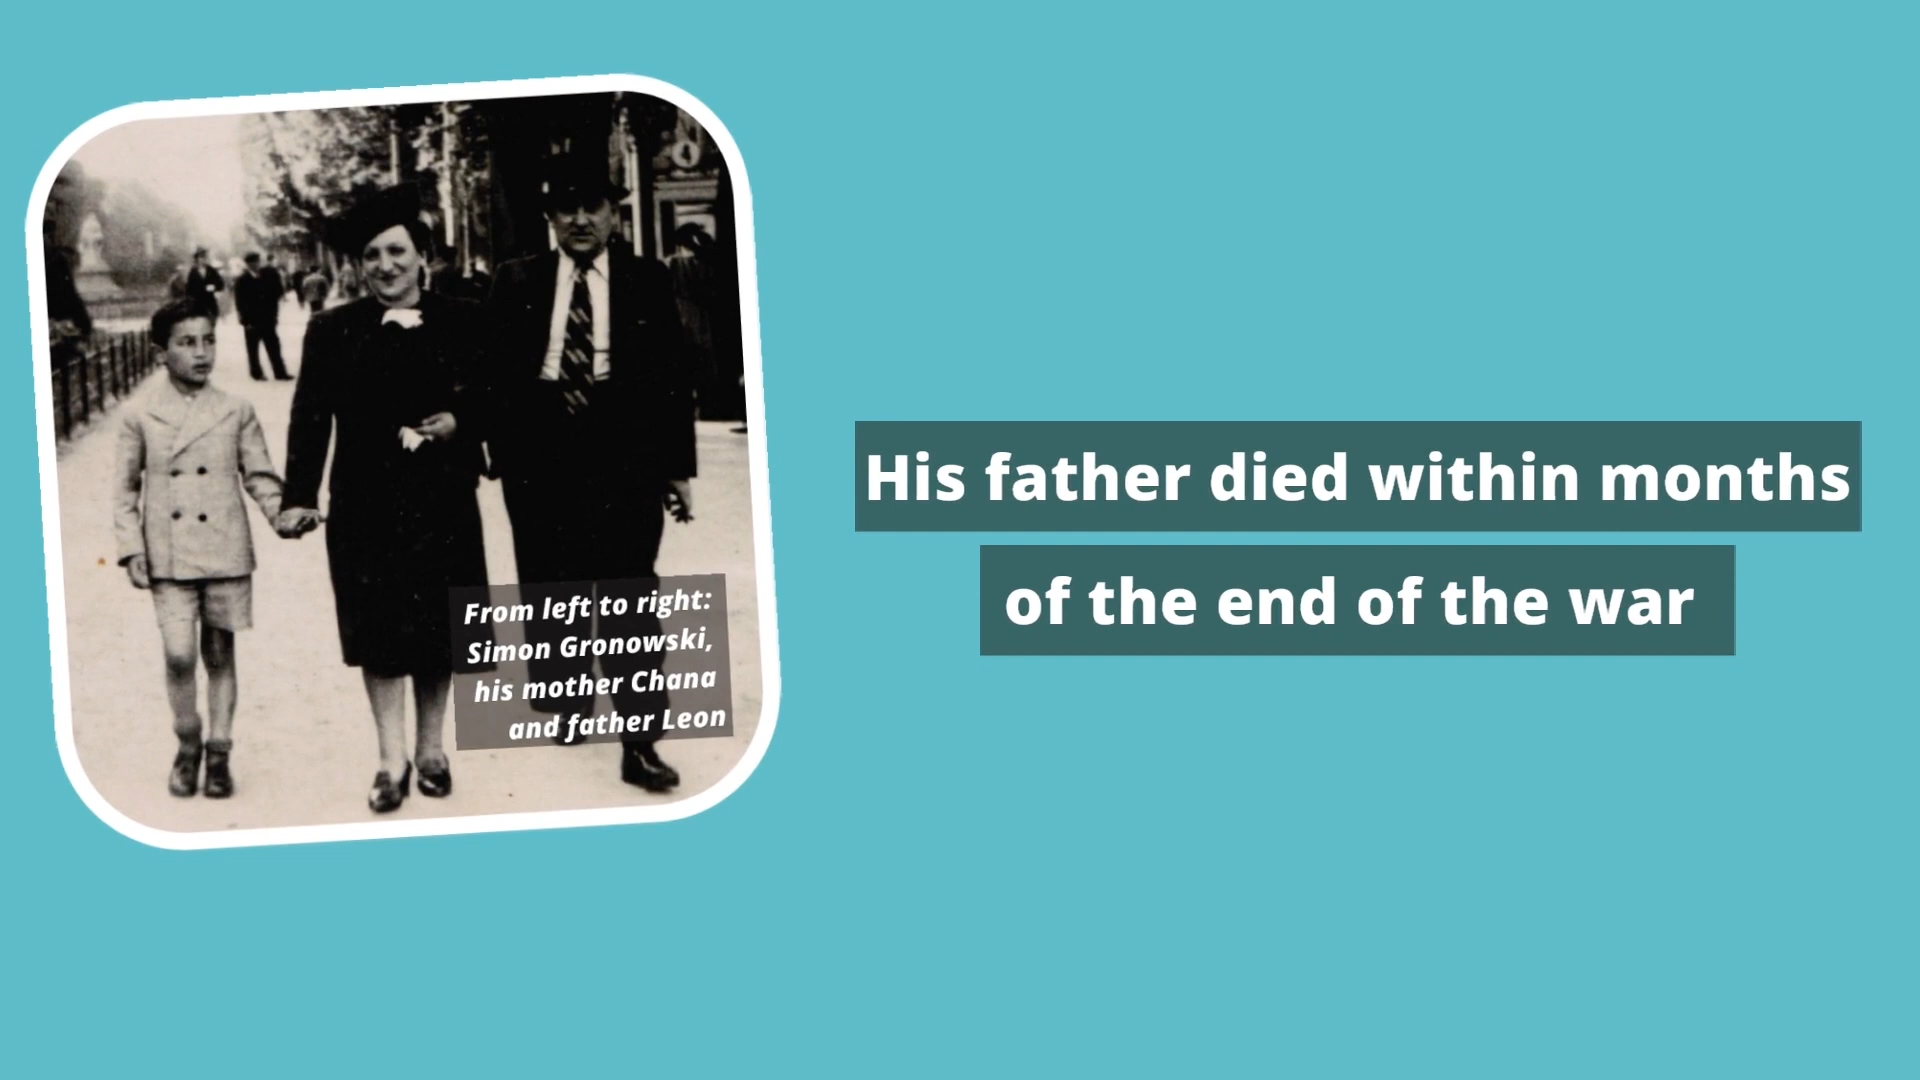 From left to right:
Simon Gronowski,
his mother Chana
and father Leon
His father died within months
of the end of the war